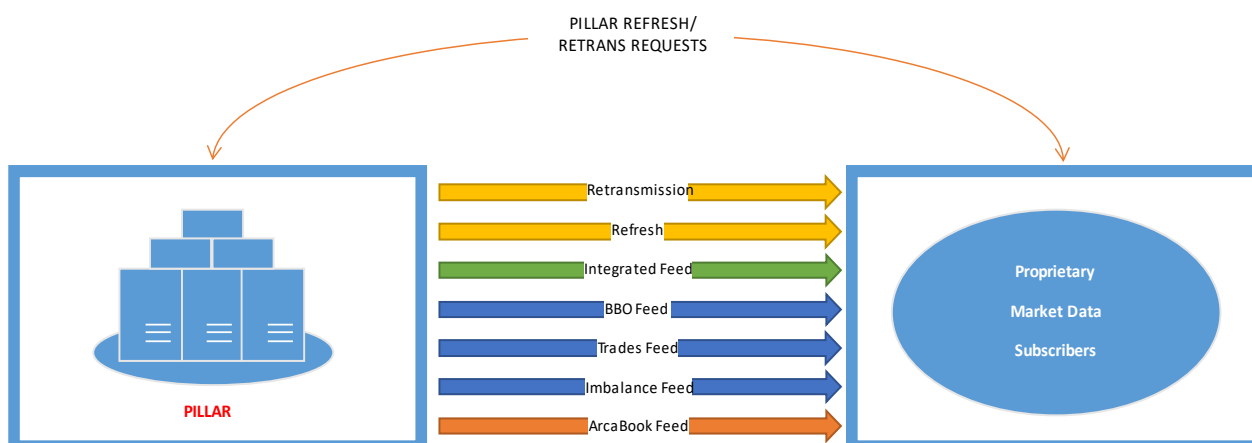 PILLAR REFRESH/
RETRANS REQUESTS
Retransmission
Refresh
Integrated Feed
BBO Feed
Trades Feed
Imbalance Feed
ArcaBook Feed
PILLAR
Proprietary
Market Data
Subscribers